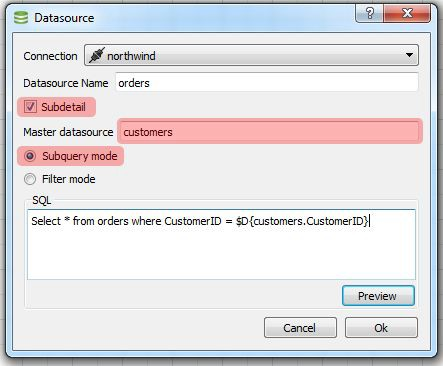 Datasource
Connection northwind
Datasource Name orders
Subdetail
Master datasource customers
Subquery mode
Filter mode
SQL
Select * from orders where CustomerID = $D{customers.CustomerID}
Preview
Cancel Ok